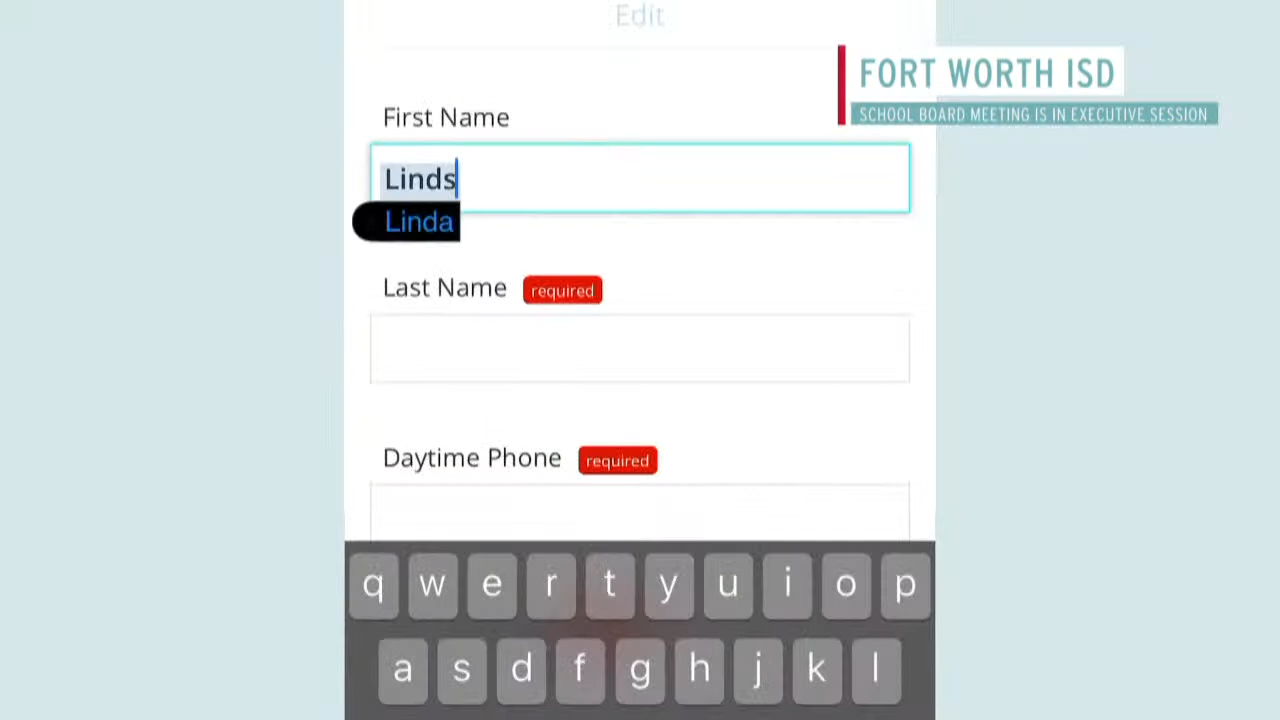 Edit
FORT WORTH ISD
SCHOOL BOARD MEETING IS IN EXECUTIVE SESSION
First Name
Linds
Linda
Last Name required
Daytime Phone required
q w e r t y u i o p
a s d f g h j k l